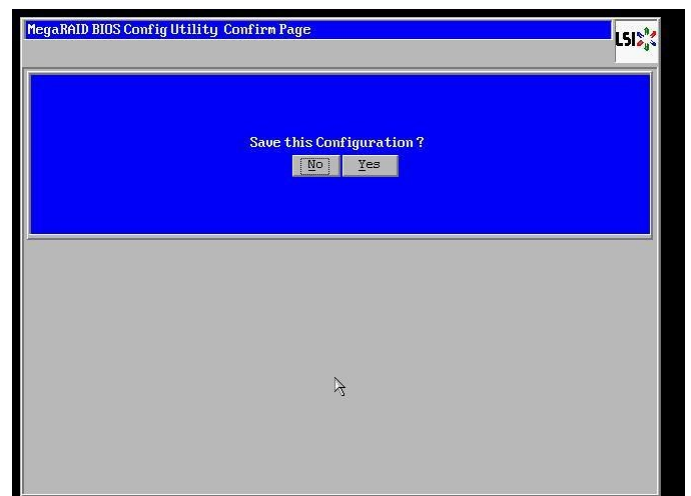 MegaRAID BIOS Config Utility Confirm Page
LSI
Save this Configuration ?
No Yes